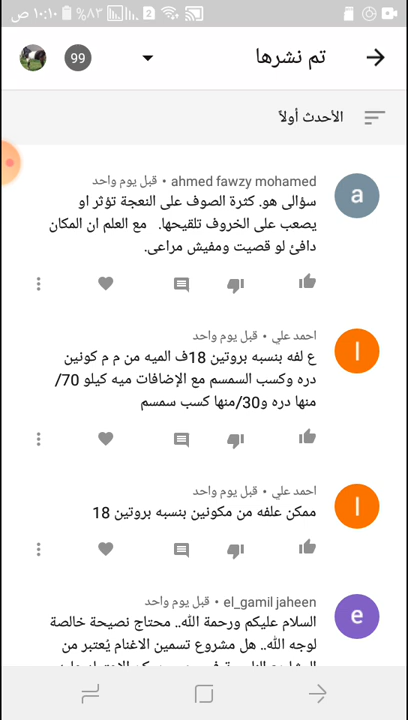 ١٠:١٠ ص ٨٣%
تم نشرها
99
الأحدث أولاً
ahmed fawzy mohamed • قبل يوم واحد
سؤالى هو. كثرة الصوف على النعجة تؤثر او
يصعب على الخروف تلقيحها. مع العلم ان المكان
دافئ لو قصيت ومفيش مراعى.
احمد علي • قبل يوم واحد
ع لفه بنسبه بروتين 18ف الميه من م م كونين
دره وكسب السمسم مع الإضافات ميه كيلو 70/
منها دره و30/منها كسب سمسم
احمد علي • قبل يوم واحد
ممكن علفه من مكونين بنسبه بروتين 18
el_gamil jaheen • قبل يوم واحد
السلام عليكم ورحمة الله.. محتاج نصيحة خالصة
لوجه الله.. هل مشروع تسمين الاغنام يُعتبر من